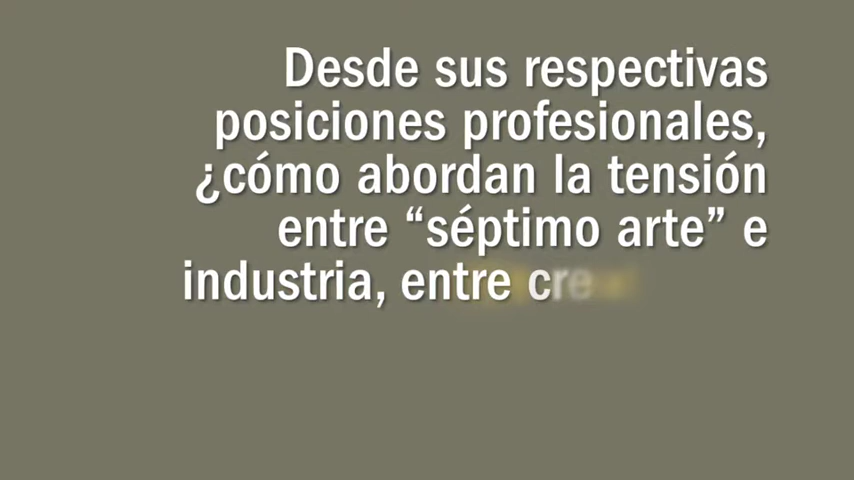 Desde sus respectivas
posiciones profesionales,
¿cómo abordan la tensión
entre “séptimo arte” e
industria, entre